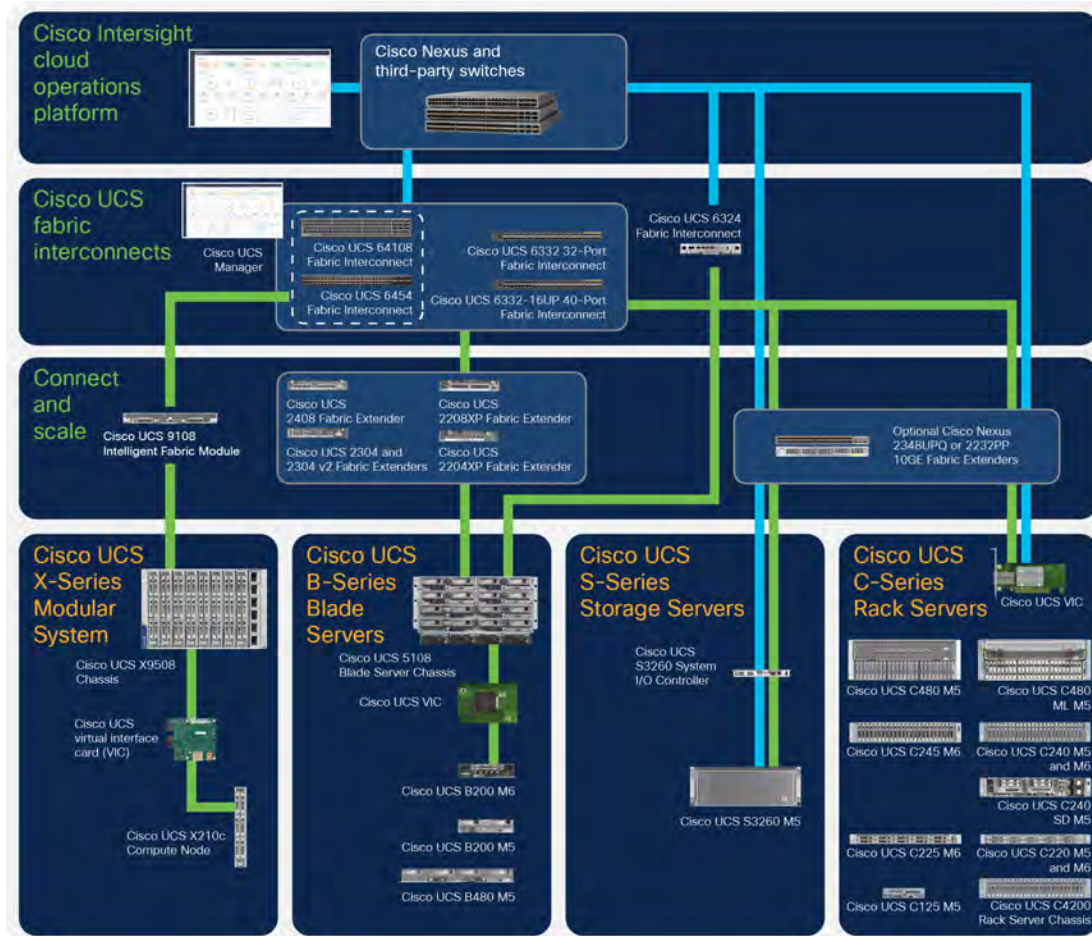 Cisco Intersight
cloud
operations
platform
Cisco Nexus and
third-party switches
Cisco UCS
fabric
interconnects
Cisco UCS
Manager
Cisco UCS 64108
Fabric Interconnect
Cisco UCS 6454
Fabric Interconnect
Cisco UCS 6332 32-Port
Fabric Interconnect
Cisco UCS 6332-16UP 40-Port
Fabric Interconnect
Cisco UCS 6324
Fabric Interconnect
Connect
and
scale
Cisco UCS 9108
Intelligent Fabric Module
Cisco UCS
2408 Fabric Extender
Cisco UCS
2208XP Fabric Extender
Cisco UCS 2304 and
2304 v2 Fabric Extenders
Cisco UCS
2204XP Fabric Extender
Optional Cisco Nexus
2348UPQ or 2232PP
10GE Fabric Extenders
Cisco UCS
X-Series
Modular
System
Cisco UCS X9508
Chassis
Cisco UCS
virtual interface
card (VIC)
Cisco UCS X210c
Compute Node
Cisco UCS
B-Series
Blade
Servers
Cisco UCS 5108
Blade Server Chassis
Cisco UCS VIC
Cisco UCS B200 M6
Cisco UCS B200 M5
Cisco UCS B480 M5
Cisco UCS
S-Series
Storage Servers
Cisco UCS
S3260 System
I/O Controller
Cisco UCS S3260 M5
Cisco UCS
C-Series
Rack Servers
Cisco UCS VIC
Cisco UCS C480 M5
Cisco UCS C480
ML M5
Cisco UCS C245 M6
Cisco UCS C240 M5
and M6
Cisco UCS C240
SD M5
Cisco UCS C225 M6
Cisco UCS C220 M5
and M6
Cisco UCS C125 M5
Cisco UCS C4200
Rack Server Chassis